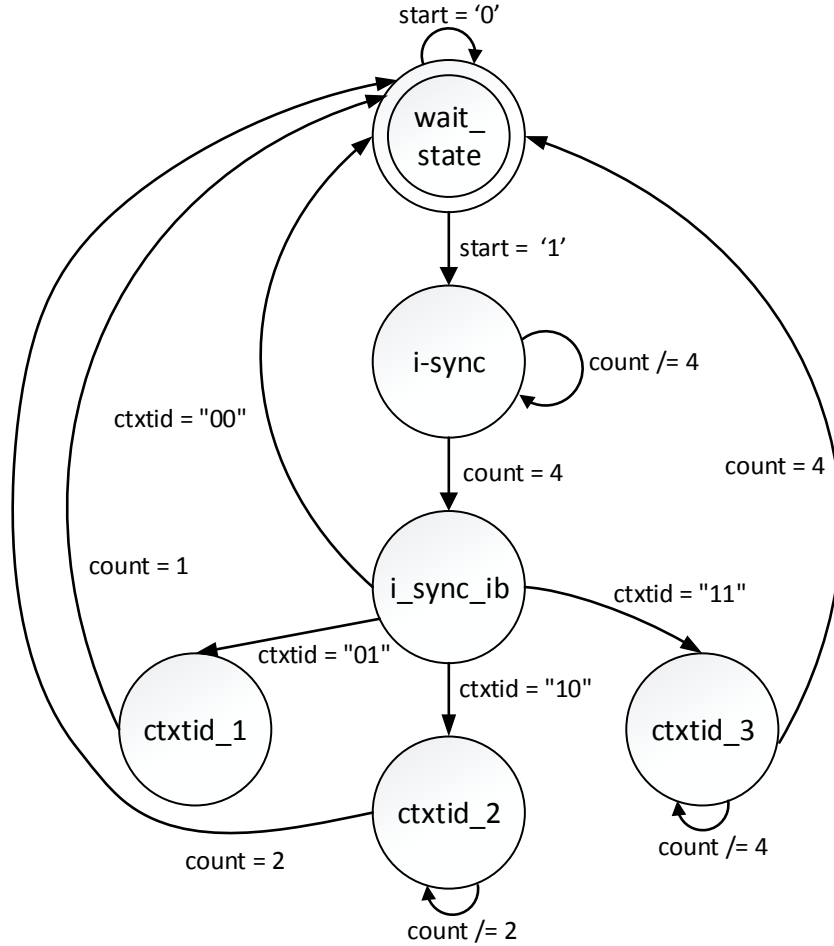 start = ‘0’
wait_
state
start =  ‘1’
i-sync
count /= 4
ctxtid = "00"
count = 4
count = 4
count = 1
i_sync_ib
ctxtid = "11"
ctxtid = "01"
ctxtid = "10"
ctxtid_1
ctxtid_3
ctxtid_2
count /= 4
count = 2
count /= 2